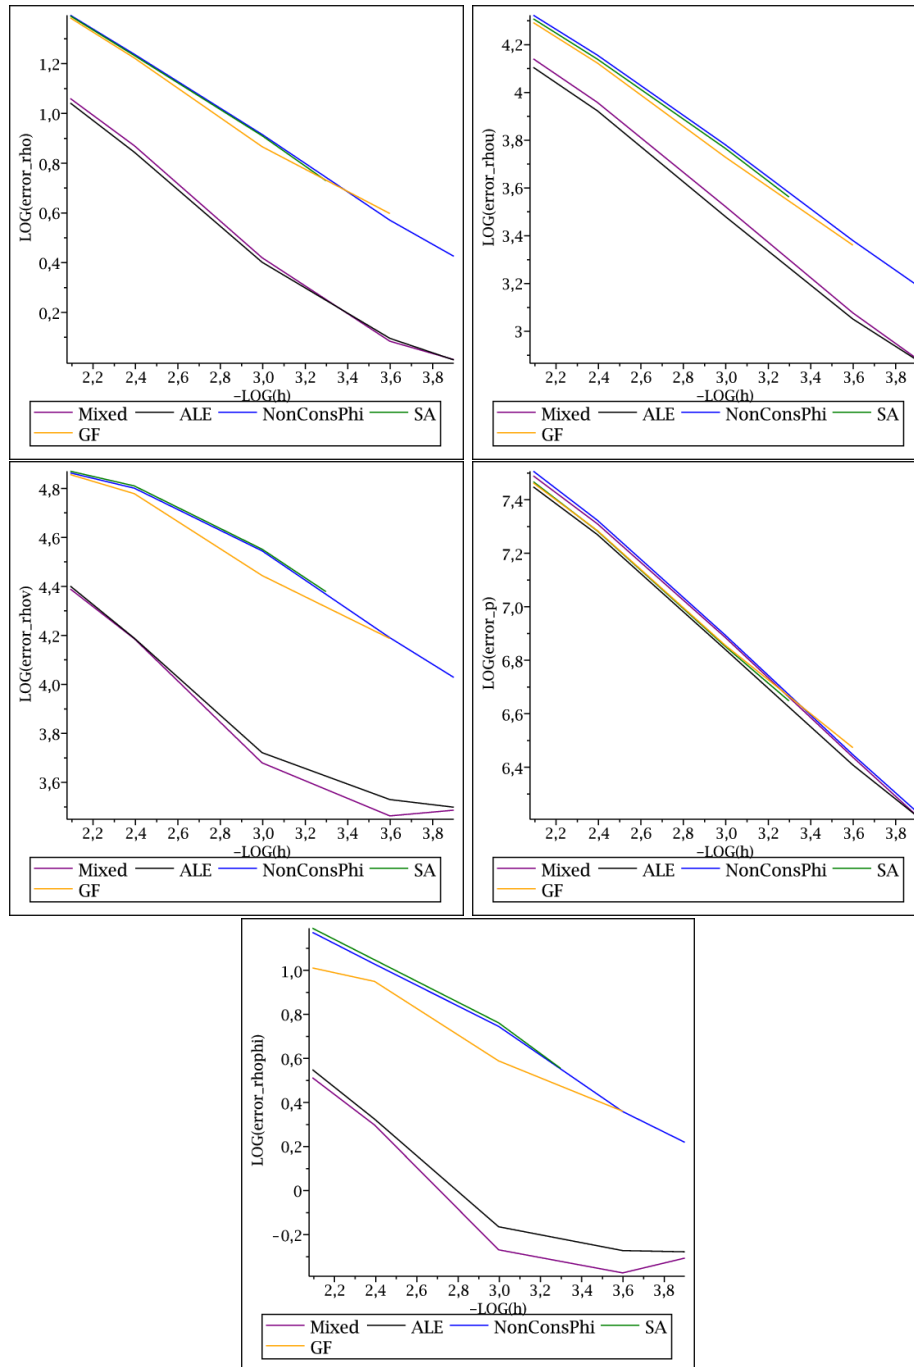 LOG(error_rho)
1,2
1,0
0,8
0,6
0,4
0,2
2,2 2,4 2,6 2,8 3,0 3,2 3,4 3,6 3,8
−LOG(h)
Mixed ALE NonConsPhi SA
GF
LOG(error_rhou)
4,2
4
3,8
3,6
3,4
3,2
3
2,2 2,4 2,6 2,8 3,0 3,2 3,4 3,6 3,8
−LOG(h)
Mixed ALE NonConsPhi SA
GF
LOG(error_rhov)
4,8
4,6
4,4
4,2
4,0
3,8
3,6
2,2 2,4 2,6 2,8 3,0 3,2 3,4 3,6 3,8
−LOG(h)
Mixed ALE NonConsPhi SA
GF
LOG(error_p)
7,4
7,2
7,0
6,8
6,6
6,4
2,2 2,4 2,6 2,8 3,0 3,2 3,4 3,6 3,8
−LOG(h)
Mixed ALE NonConsPhi SA
GF
LOG(error_rhophi)
1,0
0,8
0,6
0,4
0,2
0
−0,2
2,2 2,4 2,6 2,8 3,0 3,2 3,4 3,6 3,8
−LOG(h)
Mixed ALE NonConsPhi SA
GF